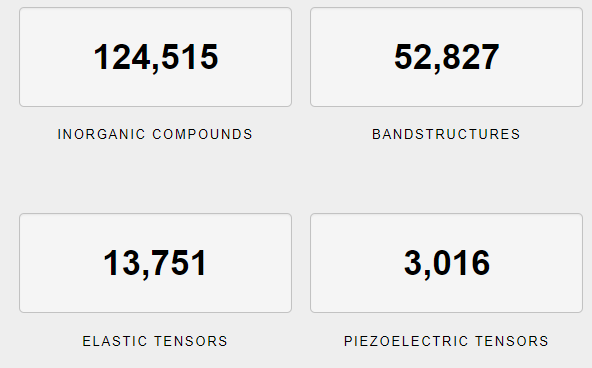 124,515
52,827
INORGANIC COMPOUNDS
BANDSTRUCTURES
13,751
3,016
ELASTIC TENSORS
PIEZOELECTRIC TENSORS